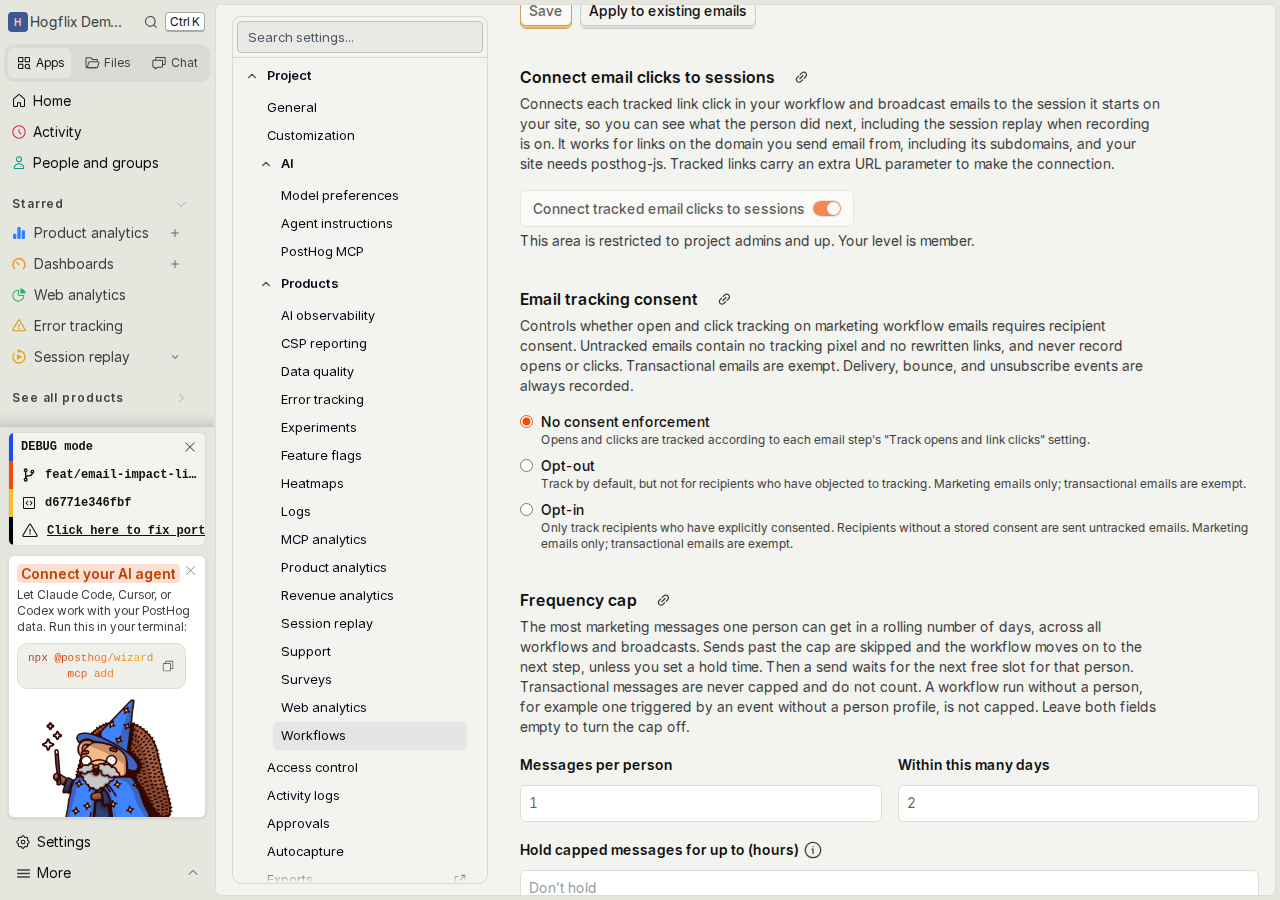 H Hogflix Dem... Ctrl K
Apps Files Chat
Home
Activity
People and groups
Starred
Product analytics
Dashboards
Web analytics
Error tracking
Session replay
See all products
DEBUG mode
feat/email-impact-li...
d6771e346fbf
Click here to fix port
Connect your AI agent
Let Claude Code, Cursor, or
Codex work with your PostHog
data. Run this in your terminal:
npx @posthog/wizard
mcp add
Settings
More
Search settings...
Project
General
Customization
AI
Model preferences
Agent instructions
PostHog MCP
Products
AI observability
CSP reporting
Data quality
Error tracking
Experiments
Feature flags
Heatmaps
Logs
MCP analytics
Product analytics
Revenue analytics
Session replay
Support
Surveys
Web analytics
Workflows
Access control
Activity logs
Approvals
Autocapture
Exports
Save Apply to existing emails
Connect email clicks to sessions
Connects each tracked link click in your workflow and broadcast emails to the session it starts on
your site, so you can see what the person did next, including the session replay when recording
is on. It works for links on the domain you send email from, including its subdomains, and your
site needs posthog-js. Tracked links carry an extra URL parameter to make the connection.
Connect tracked email clicks to sessions
This area is restricted to project admins and up. Your level is member.
Email tracking consent
Controls whether open and click tracking on marketing workflow emails requires recipient
consent. Untracked emails contain no tracking pixel and no rewritten links, and never record
opens or clicks. Transactional emails are exempt. Delivery, bounce, and unsubscribe events are
always recorded.
No consent enforcement
Opens and clicks are tracked according to each email step's "Track opens and link clicks" setting.
Opt-out
Track by default, but not for recipients who have objected to tracking. Marketing emails only; transactional emails are exempt.
Opt-in
Only track recipients who have explicitly consented. Recipients without a stored consent are sent untracked emails. Marketing
emails only; transactional emails are exempt.
Frequency cap
The most marketing messages one person can get in a rolling number of days, across all
workflows and broadcasts. Sends past the cap are skipped and the workflow moves on to the
next step, unless you set a hold time. Then a send waits for the next free slot for that person.
Transactional messages are never capped and do not count. A workflow run without a person,
for example one triggered by an event without a person profile, is not capped. Leave both fields
empty to turn the cap off.
Messages per person Within this many days
1 2
Hold capped messages for up to (hours)
Don't hold